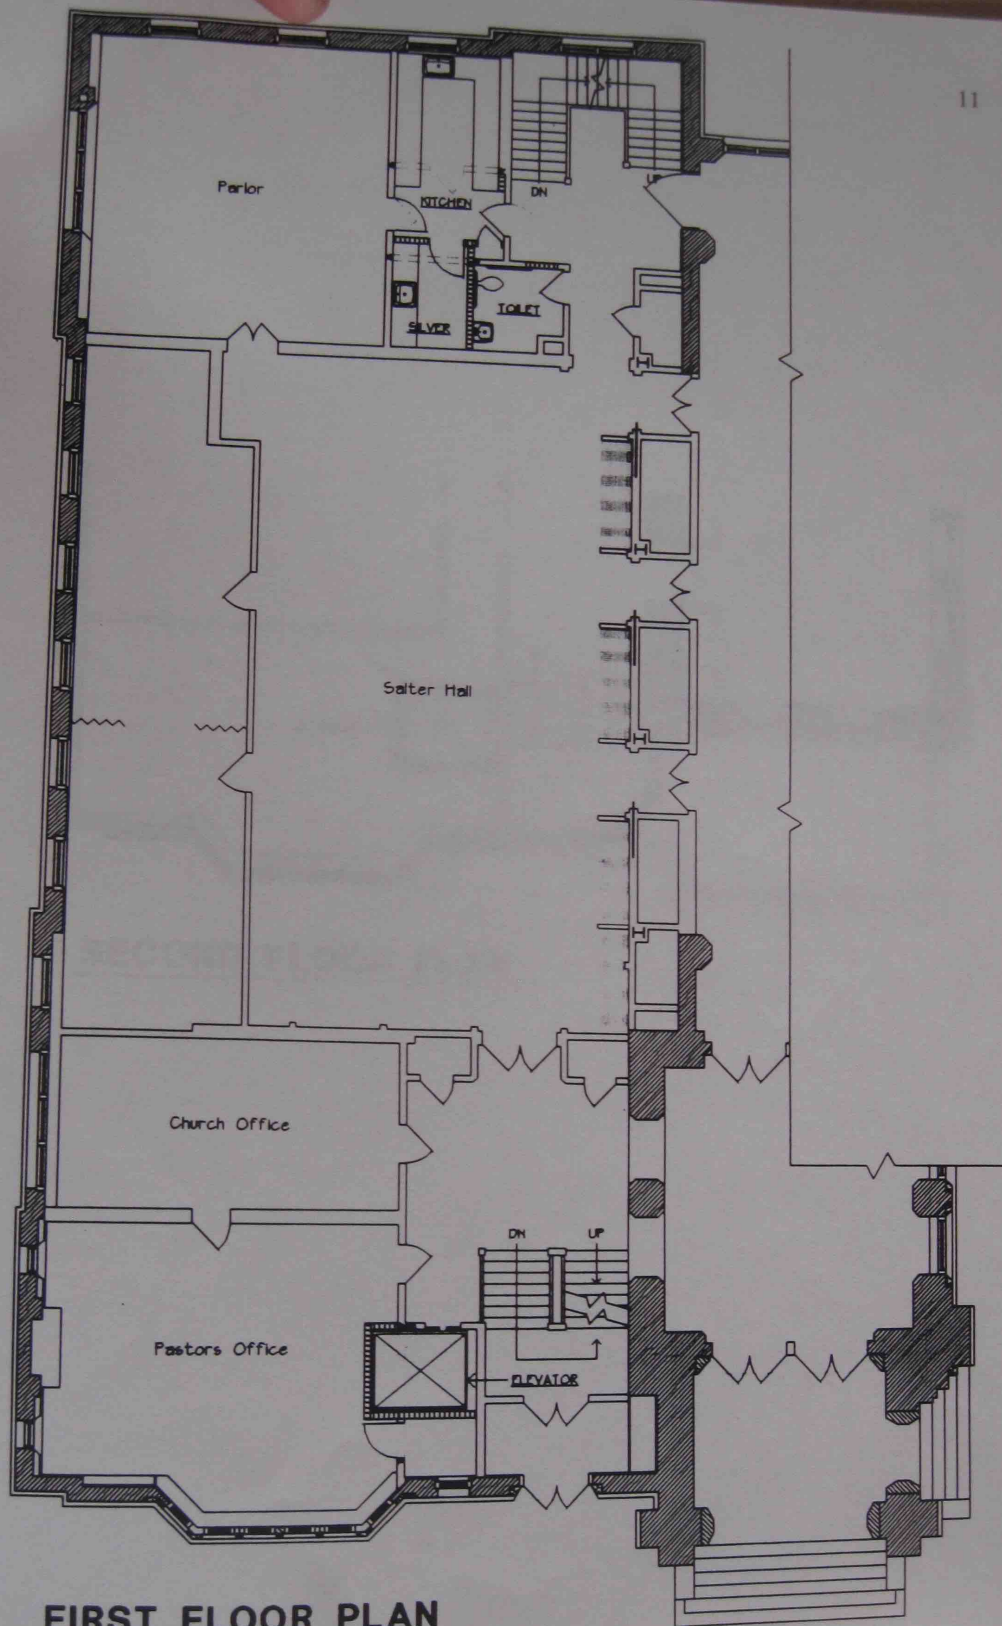 11
Parlor
KITCHEN
DN
UP
SILVER
TOILET
Salter Hall
Church Office
DN
UP
Pastors Office
ELEVATOR
FIRST FLOOR PLAN